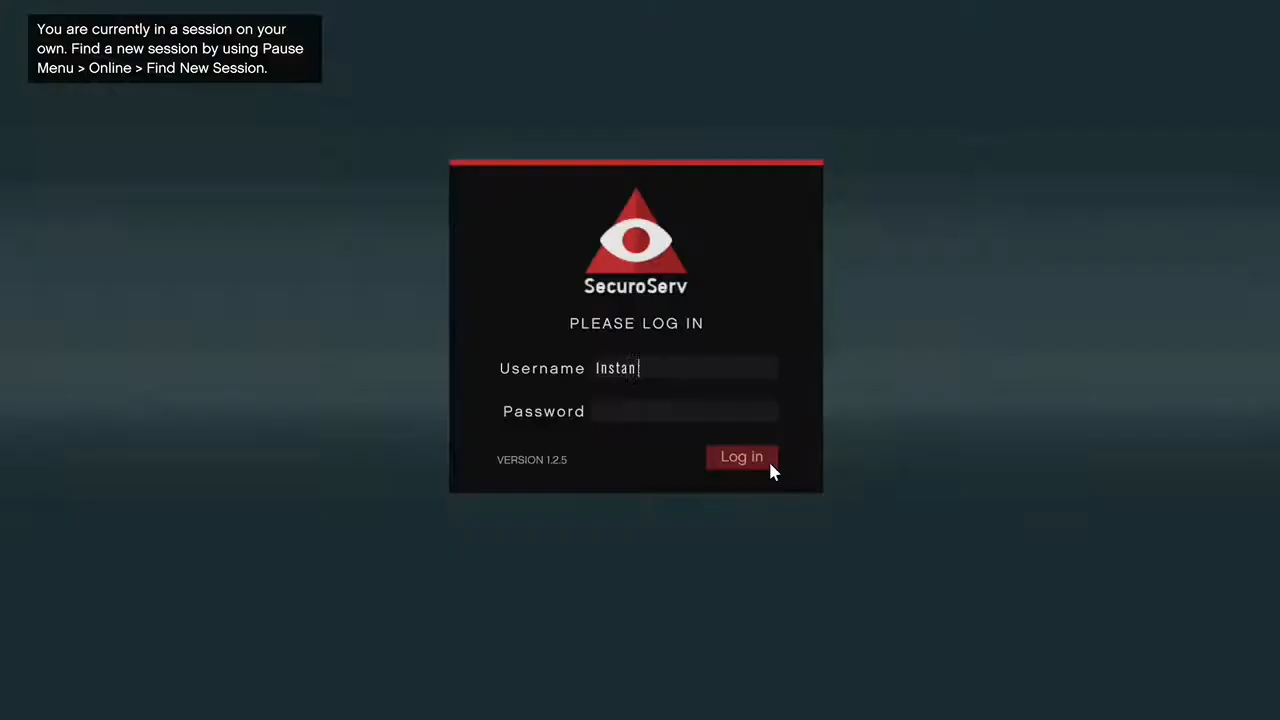 You are currently in a session on your
own. Find a new session by using Pause
Menu > Online > Find New Session.
SecuroServ
PLEASE LOG IN
Username Instan
Password
VERSION 1.2.5
Log in